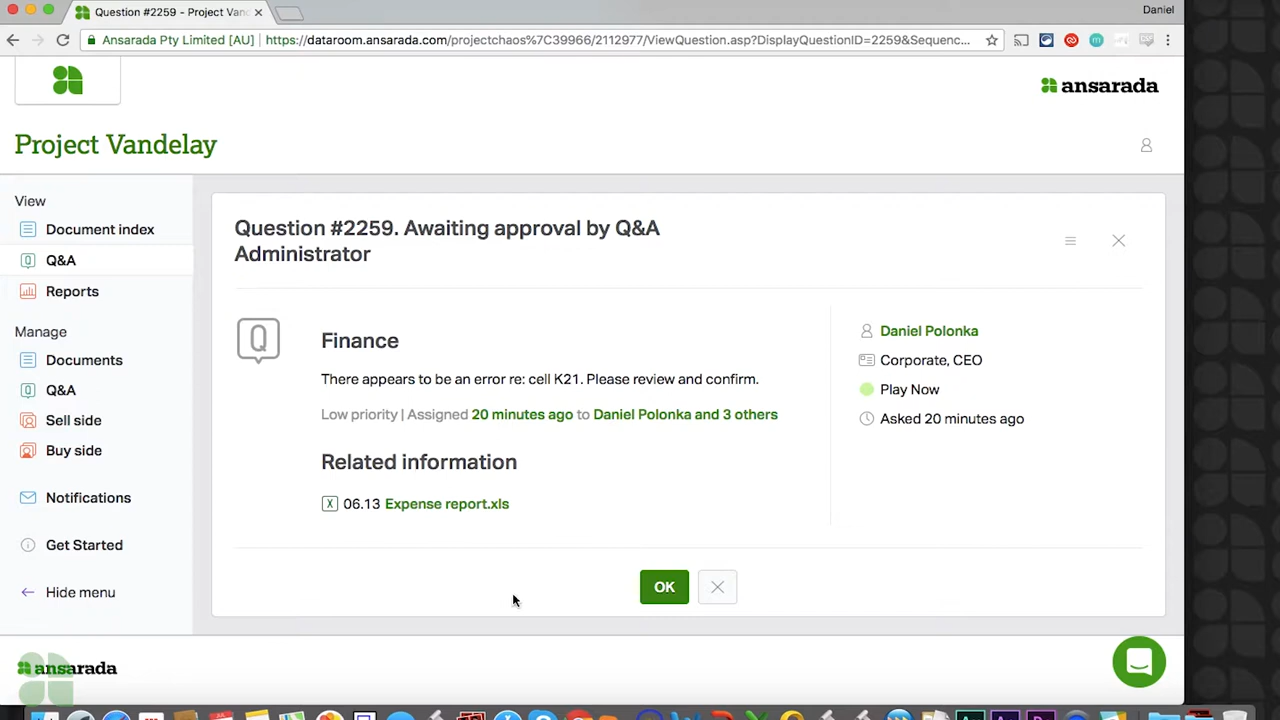 Question #2259 - Project Vand
Daniel
Ansarada Pty Limited [AU]
https://dataroom.ansarada.com/projectchaos%7C39966/2112977/ViewQuestion.asp?DisplayQuestionID=2259&Sequenc...
ansarada
Project Vandelay
View
Document index
Q&A
Reports
Manage
Documents
Q&A
Sell side
Buy side
Notifications
Get Started
Hide menu
Question #2259. Awaiting approval by Q&A
Administrator
Q
Finance
There appears to be an error re: cell K21. Please review and confirm.
Low priority | Assigned 20 minutes ago to Daniel Polonka and 3 others
Related information
X 06.13 Expense report.xls
Daniel Polonka
Corporate, CEO
Play Now
Asked 20 minutes ago
OK
ansarada